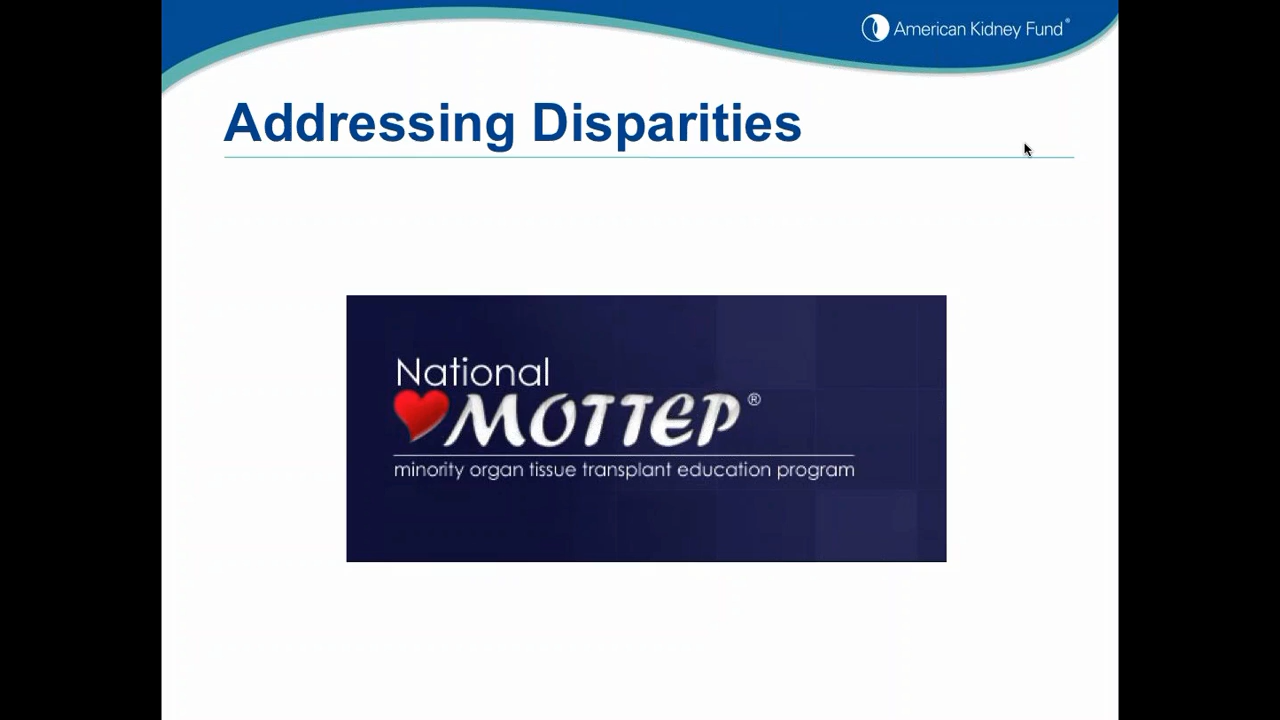 American Kidney Fund®
Addressing Disparities
National
MOTTEP®
minority organ tissue transplant education program